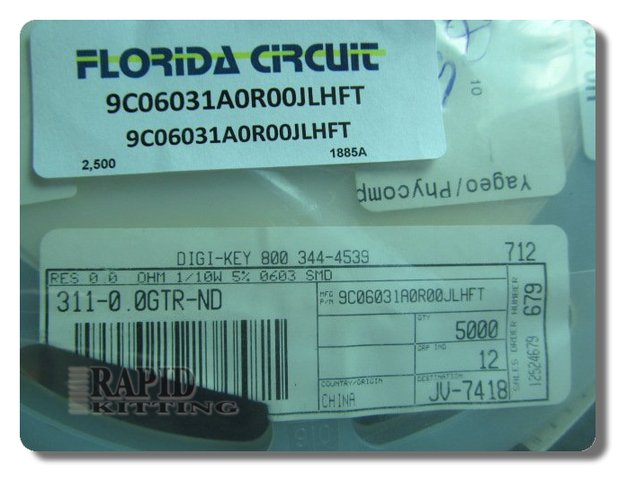 FLORIDA CIRCUIT
9C06031A0R00JLHFT
9C06031A0R00JLHFT
2,500 1885A
10
Yageo/Phycomp
DIGI-KEY 800 344-4539 712
RES 0.0 OHM 1/10W 5% 0603 SMD
311-0.0GTR-ND
MFG P/N 9C06031A0R00JLHFT
QTY 5000
12
COUNTRY/ORIGIN CHINA
DESTINATION JV-7418
SALES ORDER NUMBER
12524679
679
RAPID
KITTING